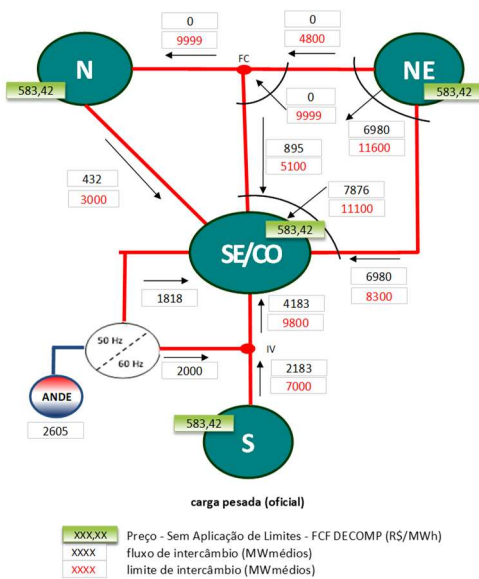 0
9999
0
4800
FC
N
NE
583,42
583,42
0
9999
6980
11600
895
5100
432
3000
7876
11100
583,42
SE/CO
6980
8300
1818
4183
9800
50 Hz
60 Hz
IV
2000
2183
7000
ANDE
2605
583,42
S
carga pesada (oficial)
XXX,XX Preço - Sem Aplicação de Limites - FCF DECOMP (R$/MWh)
XXXX fluxo de intercâmbio (MWmédios)
XXXX limite de intercâmbio (MWmédios)